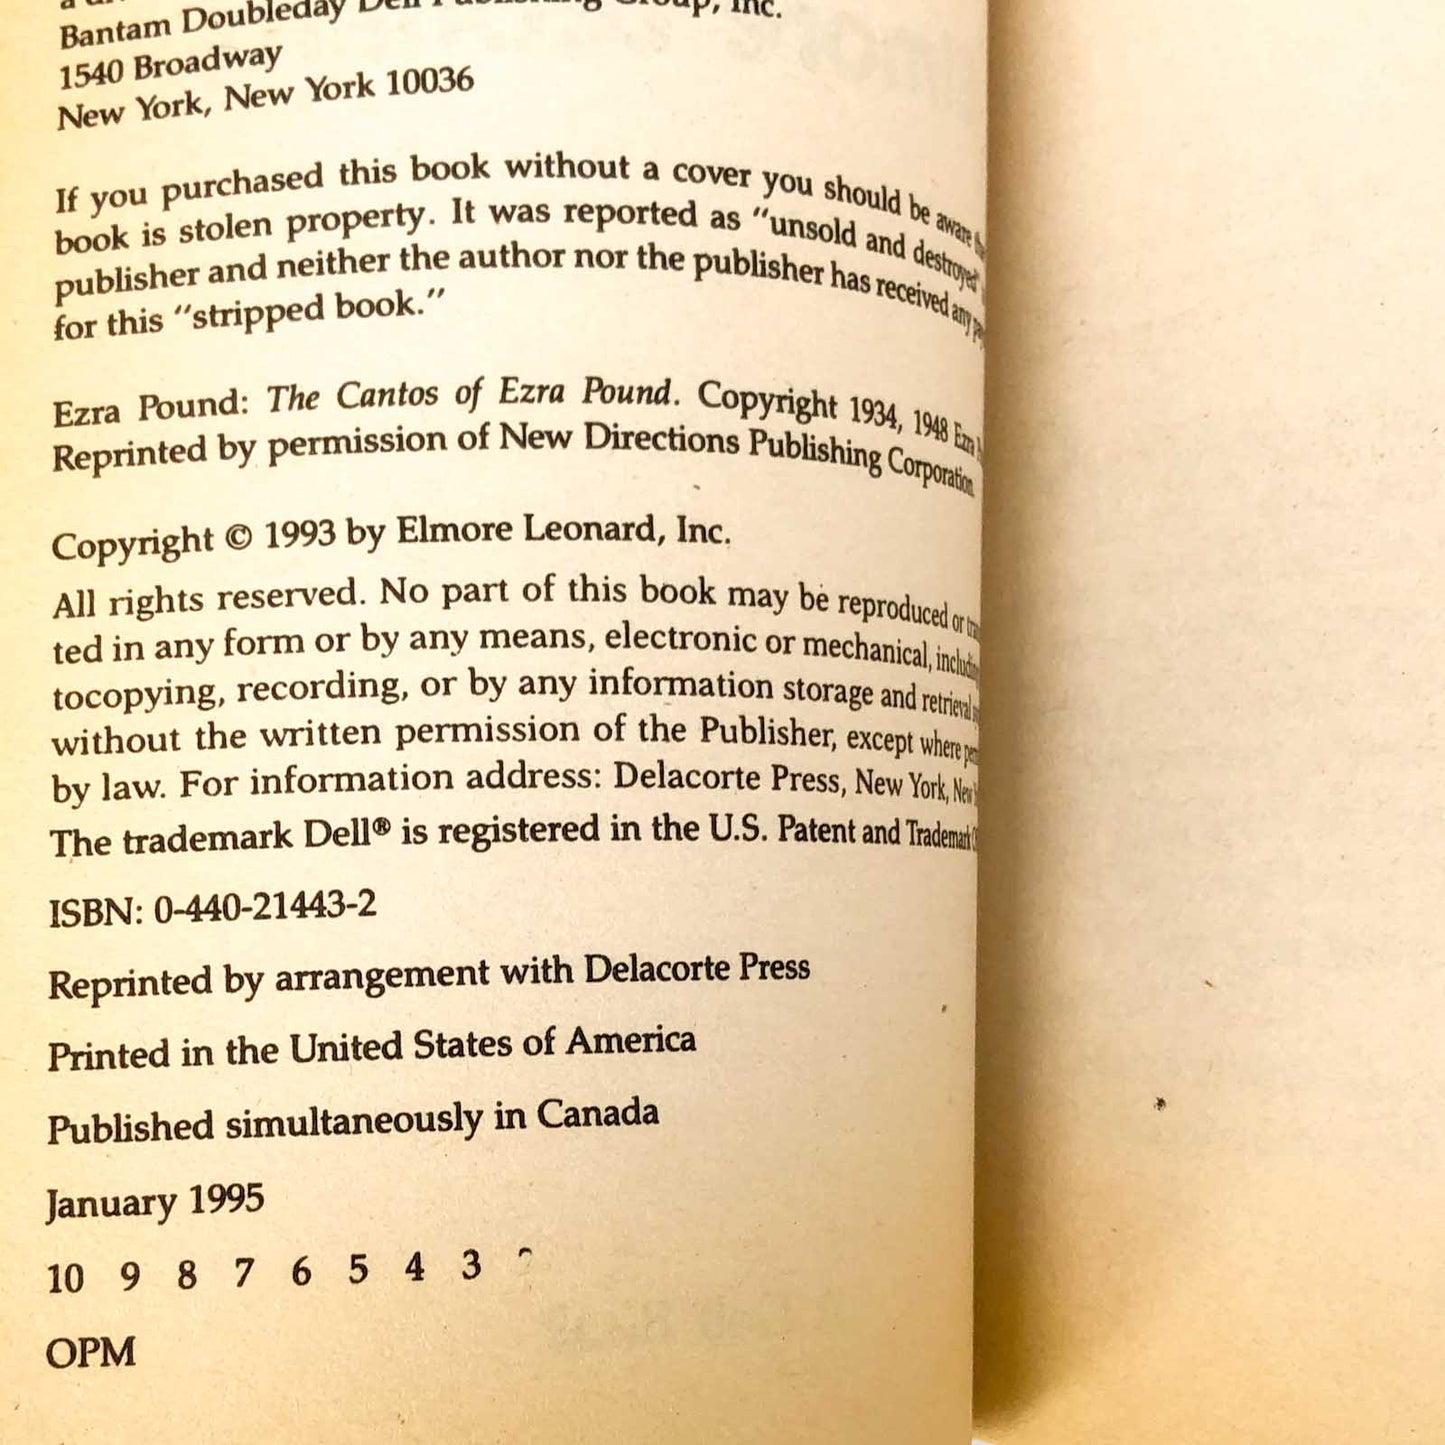 Bantam Doubleday Dell Publishing Group, Inc.
1540 Broadway
New York, New York 10036
If you purchased this book without a cover you should be aware
book is stolen property. It was reported as "unsold and destroyed"
publisher and neither the author nor the publisher has received any
for this "stripped book."
Ezra Pound: The Cantos of Ezra Pound. Copyright 1934, 1948 Ezra
Reprinted by permission of New Directions Publishing Corporation.
Copyright © 1993 by Elmore Leonard, Inc.
All rights reserved. No part of this book may be reproduced or
ted in any form or by any means, electronic or mechanical, including
tocopying, recording, or by any information storage and retrieval
without the written permission of the Publisher, except where
by law. For information address: Delacorte Press, New York, New
The trademark Dell® is registered in the U.S. Patent and Trademark
ISBN: 0-440-21443-2
Reprinted by arrangement with Delacorte Press
Printed in the United States of America
Published simultaneously in Canada
January 1995
10 9 8 7 6 5 4 3
OPM